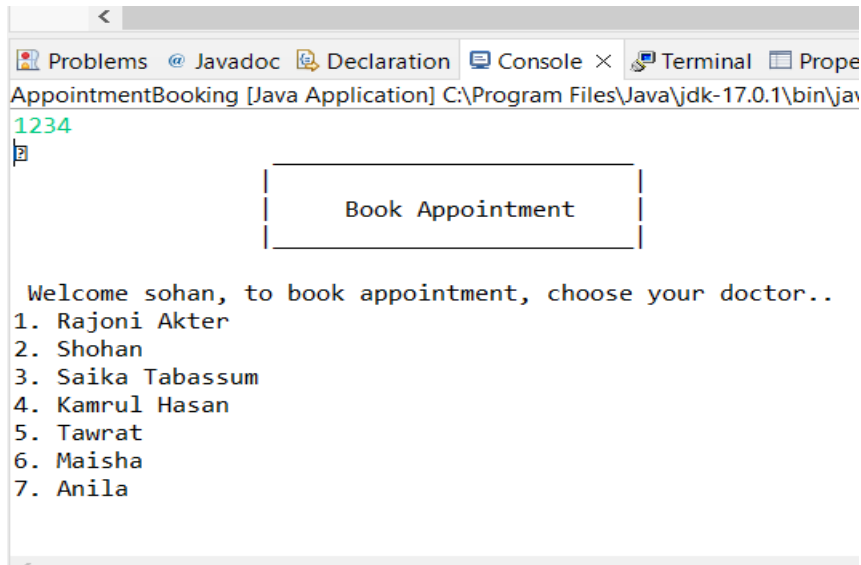 Problems @ Javadoc Declaration Console Terminal Prope
AppointmentBooking [Java Application] C:\Program Files\Java\jdk-17.0.1\bin\jav
1234
Book Appointment
Welcome sohan, to book appointment, choose your doctor..
1. Rajoni Akter
2. Shohan
3. Saika Tabassum
4. Kamrul Hasan
5. Tawrat
6. Maisha
7. Anila